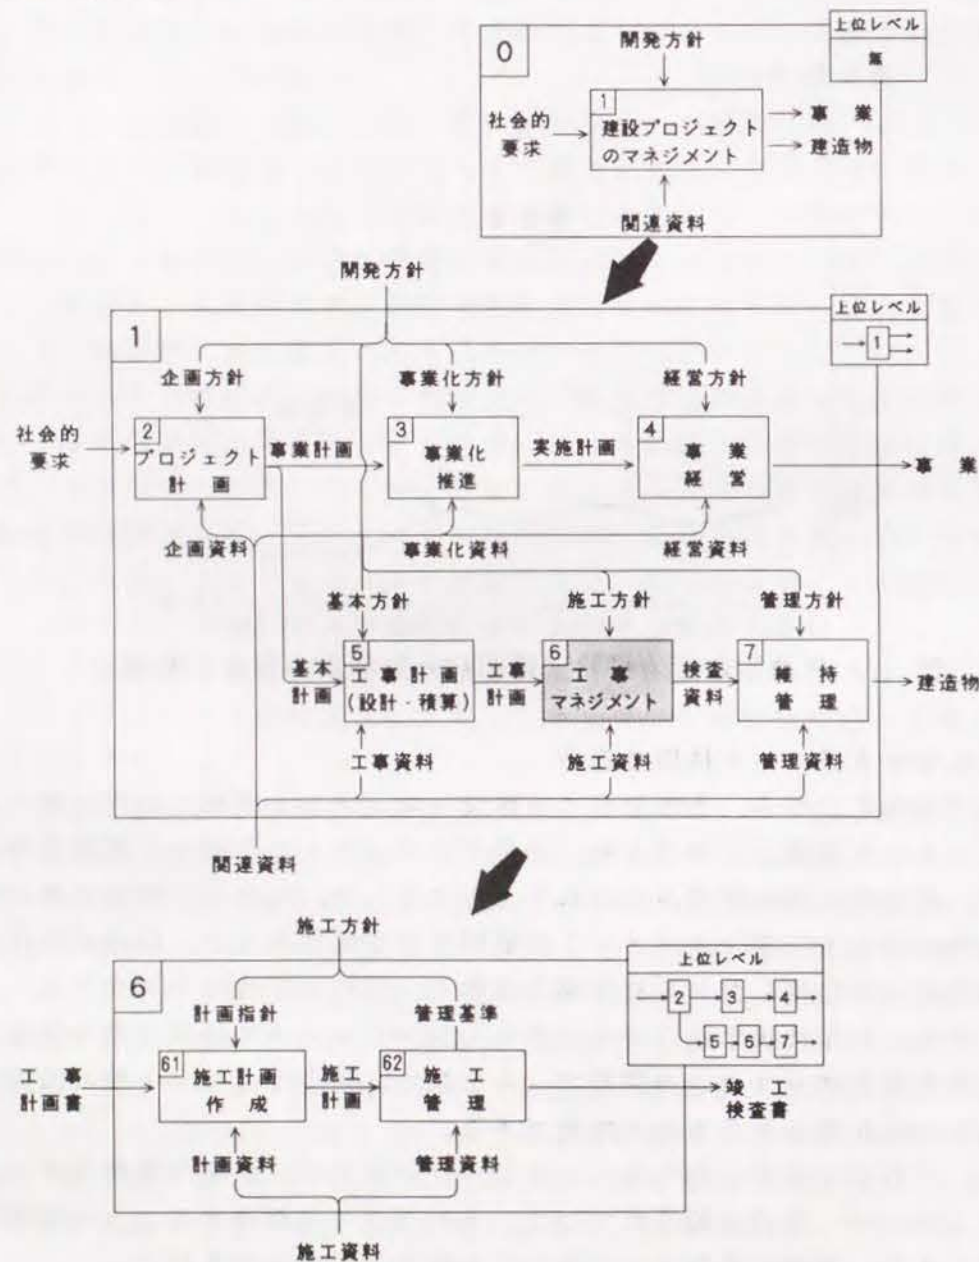 0
開発方針
上位レベル
無
社会的
要求
1
建設プロジェクト
のマネジメント
事業
建造物
関連資料
開発方針
1
上位レベル
1
企画方針
事業化方針
経営方針
社会的
要求
2
プロジェクト
計画
事業計画
3
事業化
推進
実施計画
4
事業
経営
事業
企画資料
事業化資料
経営資料
基本方針
施工方針
管理方針
基本
計画
5
工事計画
(設計・積算)
工事
計画
6
工事
マネジメント
検査
資料
7
維持
管理
建造物
工事資料
施工資料
管理資料
関連資料
施工方針
6
上位レベル
2 3 4
5 6 7
計画指針
管理基準
工事
計画書
61
施工計画
作成
施工
計画
62
施工
管理
竣工
検査書
計画資料
管理資料
施工資料